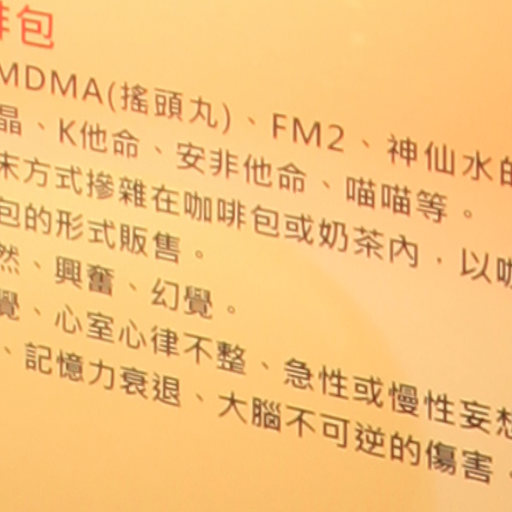 啡包
MDMA(搖頭丸)、FM2、神仙水的
晶、K他命、安非他命、喵喵等。
末方式摻雜在咖啡包或奶茶內，以咖
包的形式販售。
然、興奮、幻覺。
覺、心室心律不整、急性或慢性妄想
、記憶力衰退、大腦不可逆的傷害，